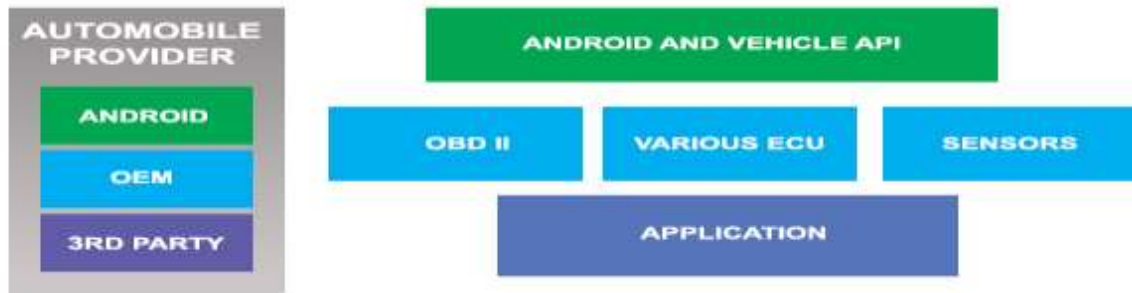 AUTOMOBILE
PROVIDER
ANDROID
OEM
3RD PARTY
ANDROID AND VEHICLE API
OBD II
VARIOUS ECU
SENSORS
APPLICATION